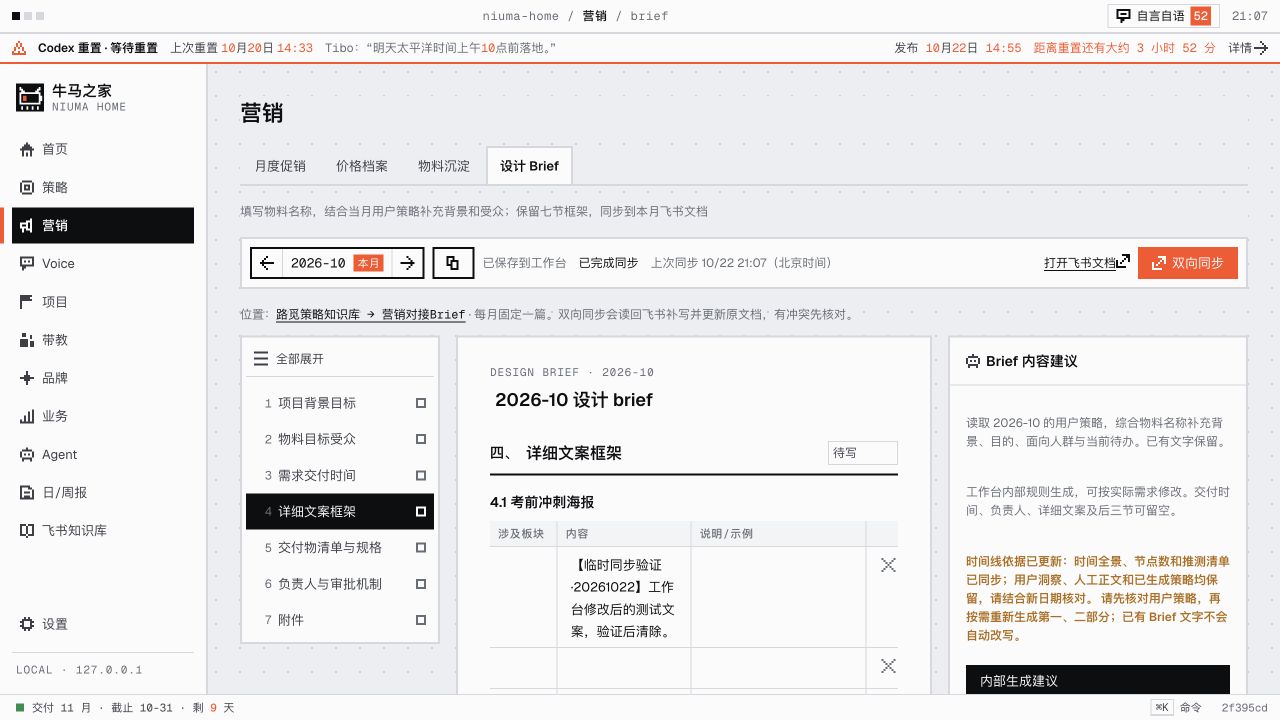 niuma-home / 营销 / brief
自言自语 52
21:07
Codex 重置 · 等待重置 上次重置 10月20日 14:33 Tibo：“明天太平洋时间上午10点前落地。”
发布 10月22日 14:55 距离重置还有大约 3 小时 52 分 详情
牛马之家
NIUMA HOME
首页
策略
营销
Voice
项目
带教
品牌
业务
Agent
日/周报
飞书知识库
设置
LOCAL · 127.0.0.1
营销
月度促销 价格档案 物料沉淀 设计 Brief
填写物料名称，结合当月用户策略补充背景和受众；保留七节框架，同步到本月飞书文档
2026-10 本月 已保存到工作台 已完成同步 上次同步 10/22 21:07（北京时间） 打开飞书文档 双向同步
位置： 路觅策略知识库 → 营销对接Brief · 每月固定一篇。双向同步会读回飞书补写并更新原文档，有冲突先核对。
全部展开
1 项目背景目标
2 物料目标受众
3 需求交付时间
4 详细文案框架
5 交付物清单与规格
6 负责人与审批机制
7 附件
DESIGN BRIEF · 2026-10
2026-10 设计 brief
四、 详细文案框架 待写
4.1 考前冲刺海报
涉及板块 内容 说明/示例
【临时同步验证
·20261022】工作
台修改后的测试文
案，验证后清除。
Brief 内容建议
读取 2026-10 的用户策略，综合物料名称补充背
景、目的、面向人群与当前待办。已有文字保留。
工作台内部规则生成，可按实际需求修改。交付时
间、负责人、详细文案及后三节可留空。
时间线依据已更新：时间全景、节点数和推测清单
已同步；用户洞察、人工正文和已生成策略均保
留，请结合新日期核对。 请先核对用户策略，再
按需重新生成第一、二部分；已有 Brief 文字不会
自动改写。
内部生成建议
交付 11 月 · 截止 10-31 · 剩 9 天
⌘K 命令 2f395cd